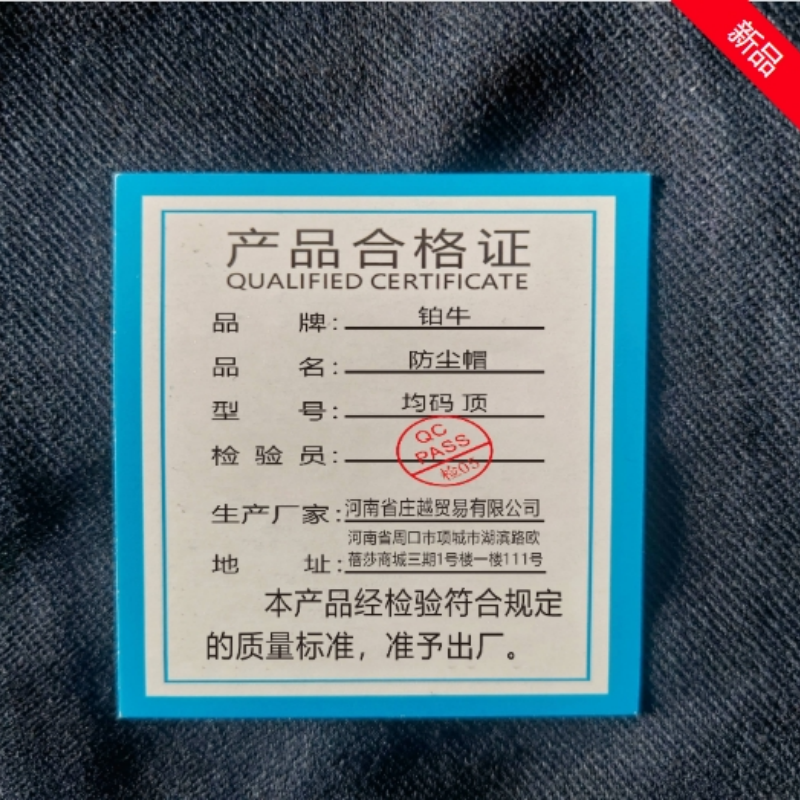 新品
产品合格证
QUALIFIED CERTIFICATE
品 牌：铂牛
品 名：防尘帽
型 号：均码 顶
检 验 员：
QC
PASS
检05
生产厂家：河南省庄越贸易有限公司
地 址：河南省周口市项城市湖滨路欧
蓓莎商城三期1号楼一楼111号
本产品经检验符合规定
的质量标准，准予出厂。